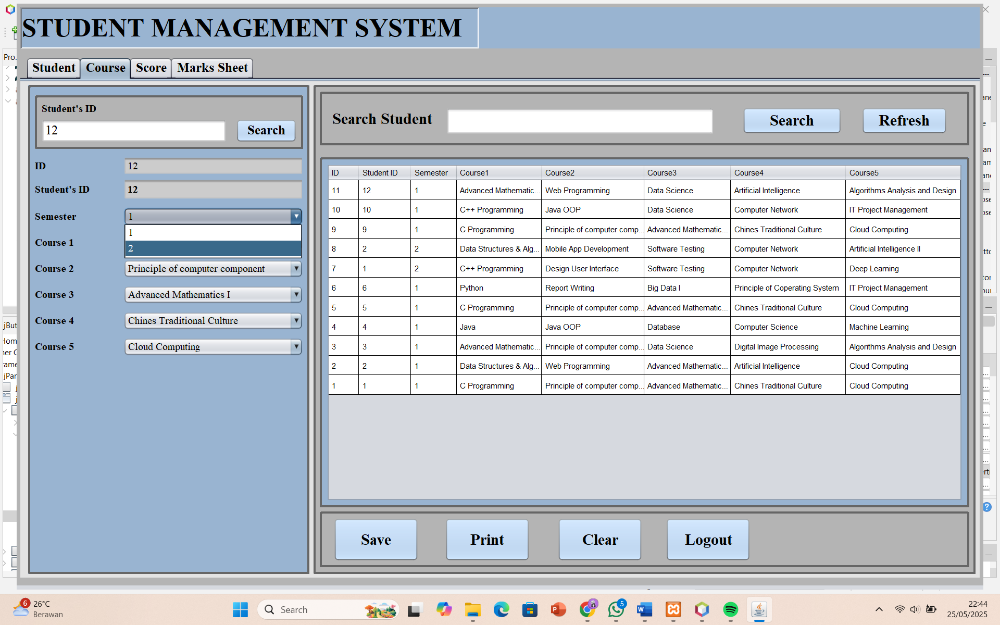 STUDENT MANAGEMENT SYSTEM
Pro...
Student Course Score Marks Sheet
Student's ID
12 Search
ID 12
Student's ID 12
Semester 1
1
2
Course 1
Course 2 Principle of computer component
Course 3 Advanced Mathematics I
Course 4 Chines Traditional Culture
Course 5 Cloud Computing
Search Student Search Refresh
ID Student ID Semester Course1 Course2 Course3 Course4 Course5
11 12 1 Advanced Mathematic... Web Programming Data Science Artificial Intelligence Algorithms Analysis and Design
10 10 1 C++ Programming Java OOP Data Science Computer Network IT Project Management
9 9 1 C Programming Principle of computer comp... Advanced Mathematic... Chines Traditional Culture Cloud Computing
8 2 2 Data Structures & Alg... Mobile App Development Software Testing Computer Network Artificial Intelligence II
7 1 2 C++ Programming Design User Interface Software Testing Computer Network Deep Learning
6 6 1 Python Report Writing Big Data I Principle of Coperating System IT Project Management
5 5 1 C Programming Principle of computer comp... Advanced Mathematic... Chines Traditional Culture Cloud Computing
4 4 1 Java Java OOP Database Computer Science Machine Learning
3 3 1 Advanced Mathematic... Principle of computer comp... Data Science Digital Image Processing Algorithms Analysis and Design
2 2 1 Data Structures & Alg... Web Programming Advanced Mathematic... Artificial Intelligence Cloud Computing
1 1 1 C Programming Principle of computer comp... Advanced Mathematic... Chines Traditional Culture Cloud Computing
Save Print Clear Logout
6
26°C
Berawan
Search
5
22:44
25/05/2025